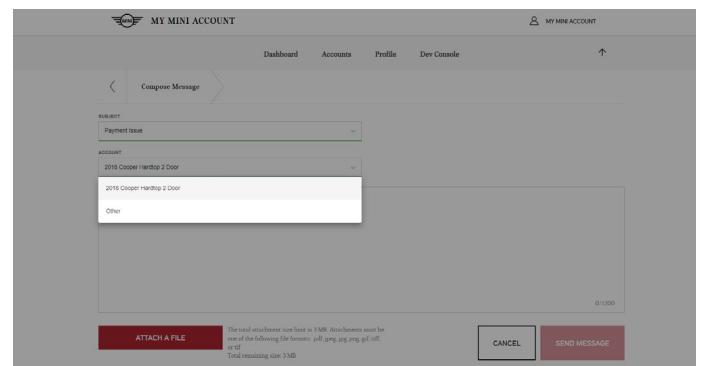 MINI
MY MINI ACCOUNT
MY MINI ACCOUNT
Dashboard Accounts Profile Dev Console
Compose Message
SUBJECT
Payment Issue
ACCOUNT
2016 Cooper Hardtop 2 Door
2016 Cooper Hardtop 2 Door
Other
0/1200
ATTACH A FILE
The total attachment size limit is 3 MB. Attachments must be
one of the following file formats: .pdf, .jpeg, .jpg, .png, .gif, .tiff,
or .tif
Total remaining size: 3 MB
CANCEL
SEND MESSAGE